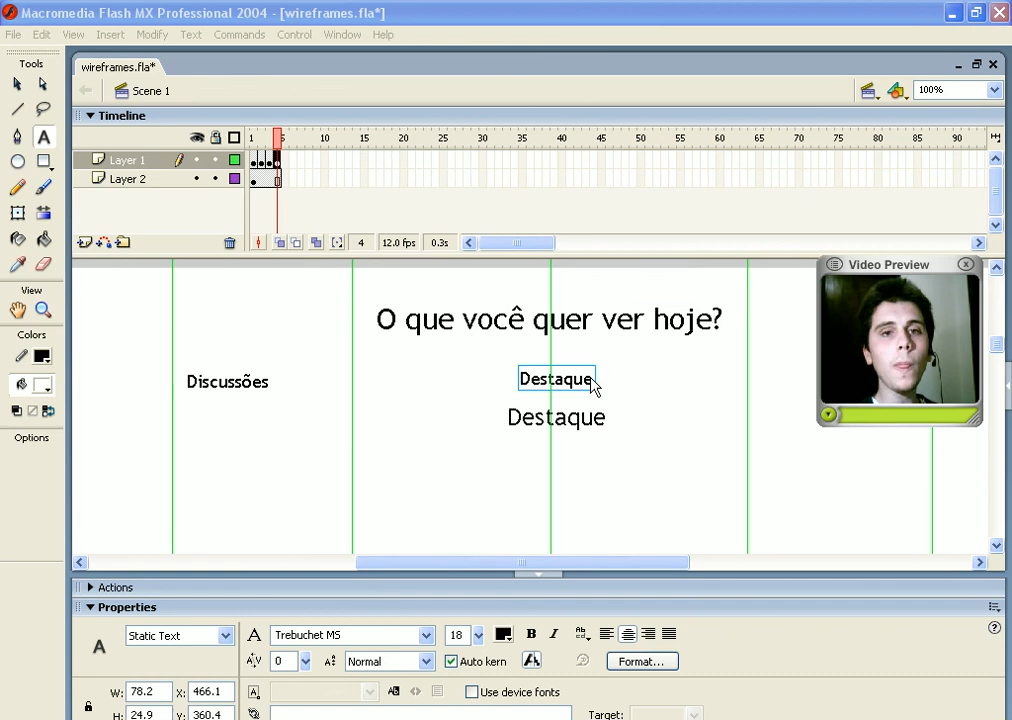 Macromedia Flash MX Professional 2004 - [wireframes.fla*]
File Edit View Insert Modify Text Commands Control Window Help
Tools
wireframes.fla*
Scene 1
100%
Timeline
1 5 10 15 20 25 30 35 40 45 50 55 60 65 70 75 80 85 90
Layer 1
Layer 2
4 12.0 fps 0.3s
View
Colors
Options
Video Preview
O que você quer ver hoje?
Discussões
Destaque
Destaque
Actions
Properties
A Static Text A Trebuchet MS 18 B I
A|V 0 Normal Auto kern Format...
W: 78.2 X: 466.1 Use device fonts
H: 24.9 Y: 360.4 Target: